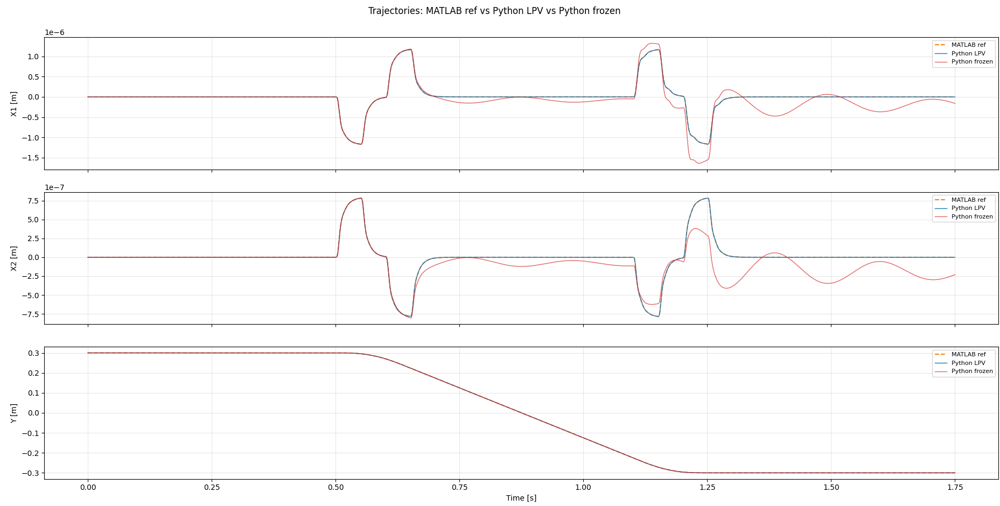 Trajectories: MATLAB ref vs Python LPV vs Python frozen
1e−6
X1 [m]
1.0
0.5
0.0
−0.5
−1.0
−1.5
MATLAB ref
Python LPV
Python frozen
1e−7
X2 [m]
7.5
5.0
2.5
0.0
−2.5
−5.0
−7.5
MATLAB ref
Python LPV
Python frozen
Y [m]
0.3
0.2
0.1
0.0
−0.1
−0.2
−0.3
MATLAB ref
Python LPV
Python frozen
0.00 0.25 0.50 0.75 1.00 1.25 1.50 1.75
Time [s]